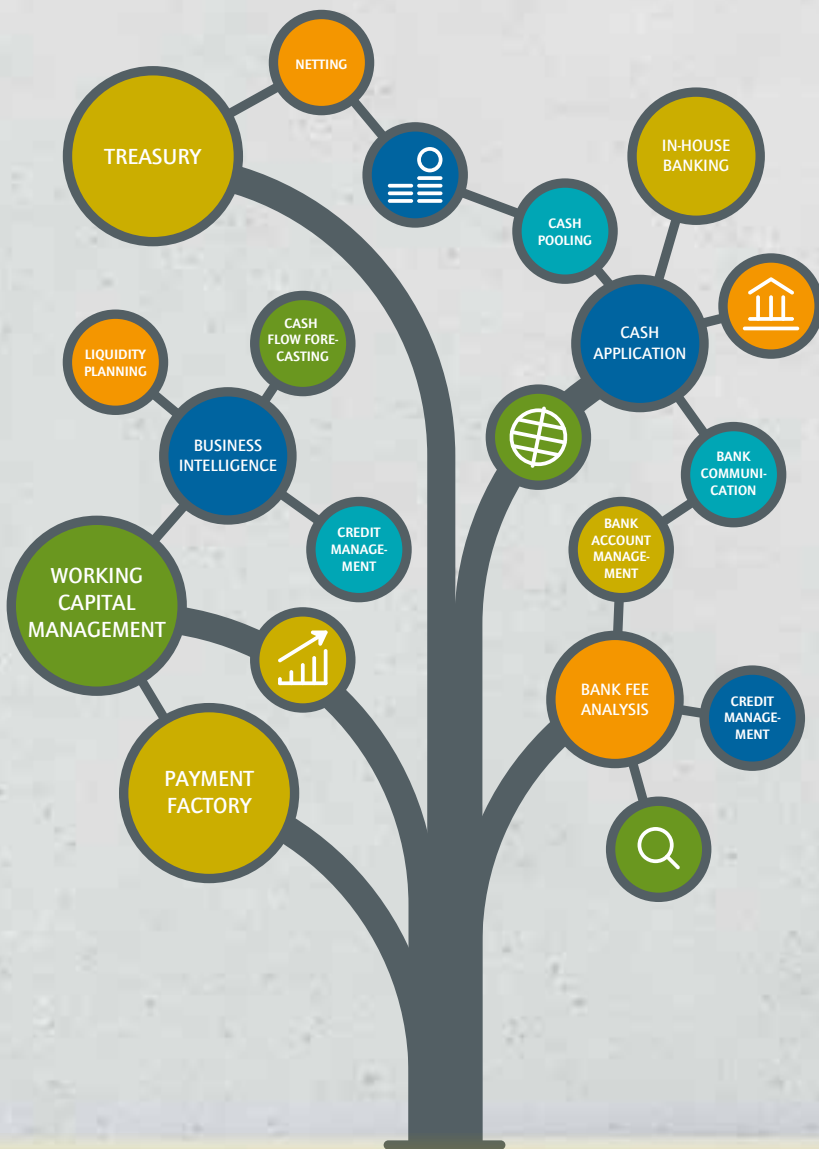 NETTING
TREASURY
IN-HOUSE
BANKING
CASH
POOLING
CASH
FLOW FORE-
CASTING
LIQUIDITY
PLANNING
CASH
APPLICATION
BUSINESS
INTELLIGENCE
BANK
COMMUNI-
CATION
CREDIT
MANAGE-
MENT
BANK
ACCOUNT
MANAGE-
MENT
WORKING
CAPITAL
MANAGEMENT
BANK FEE
ANALYSIS
CREDIT
MANAGE-
MENT
PAYMENT
FACTORY